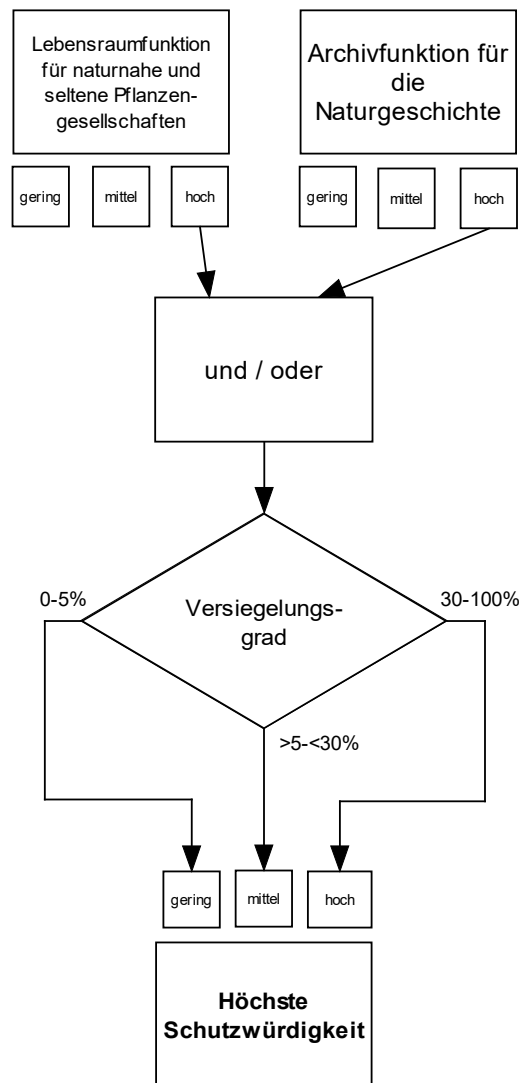 Lebensraumfunktion
für naturnahe und
seltene Pflanzen-
gesellschaften
Archivfunktion für
die
Naturgeschichte
gering
mittel
hoch
gering
mittel
hoch
und / oder
0-5%
Versiegelungs-
grad
30-100%
>5-<30%
gering
mittel
hoch
Höchste
Schutzwürdigkeit